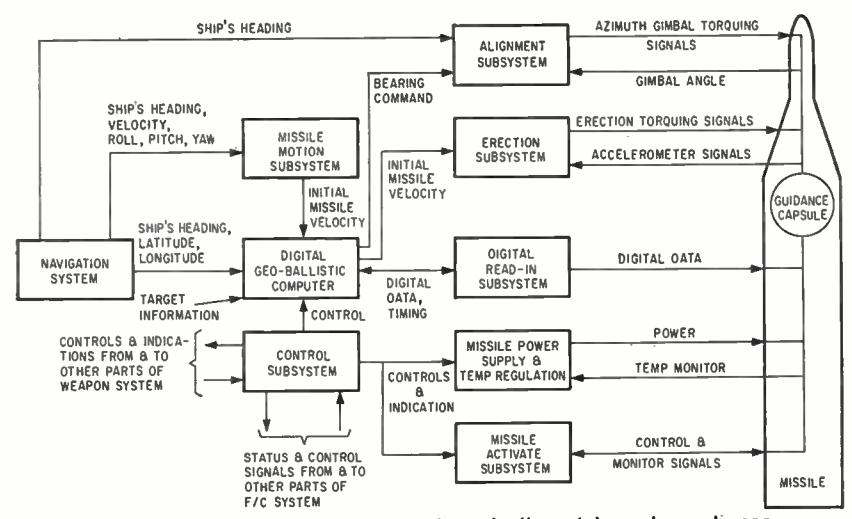 SHIP'S HEADING
ALIGNMENT
SUBSYSTEM
AZIMUTH GIMBAL TORQUING
SIGNALS
GIMBAL ANGLE
BEARING
COMMAND
SHIP'S HEADING,
VELOCITY,
ROLL, PITCH, YAW
MISSILE
MOTION
SUBSYSTEM
ERECTION
SUBSYSTEM
ERECTION TORQUING SIGNALS
ACCELEROMETER SIGNALS
INITIAL
MISSILE
VELOCITY
INITIAL
MISSILE
VELOCITY
GUIDANCE
CAPSULE
SHIP'S HEADING,
LATITUDE,
LONGITUDE
NAVIGATION
SYSTEM
DIGITAL
GEO-BALLISTIC
COMPUTER
DIGITAL
READ-IN
SUBSYSTEM
DIGITAL DATA
DIGITAL
DATA,
TIMING
TARGET
INFORMATION
CONTROL
CONTROLS & INDICA-
TIONS FROM & TO
OTHER PARTS OF
WEAPON SYSTEM
CONTROL
SUBSYSTEM
MISSILE POWER
SUPPLY &
TEMP REGULATION
POWER
TEMP MONITOR
CONTROLS
&
INDICATION
STATUS & CONTROL
SIGNALS FROM & TO
OTHER PARTS OF
F/C SYSTEM
MISSILE
ACTIVATE
SUBSYSTEM
CONTROL &
MONITOR SIGNALS
MISSILE